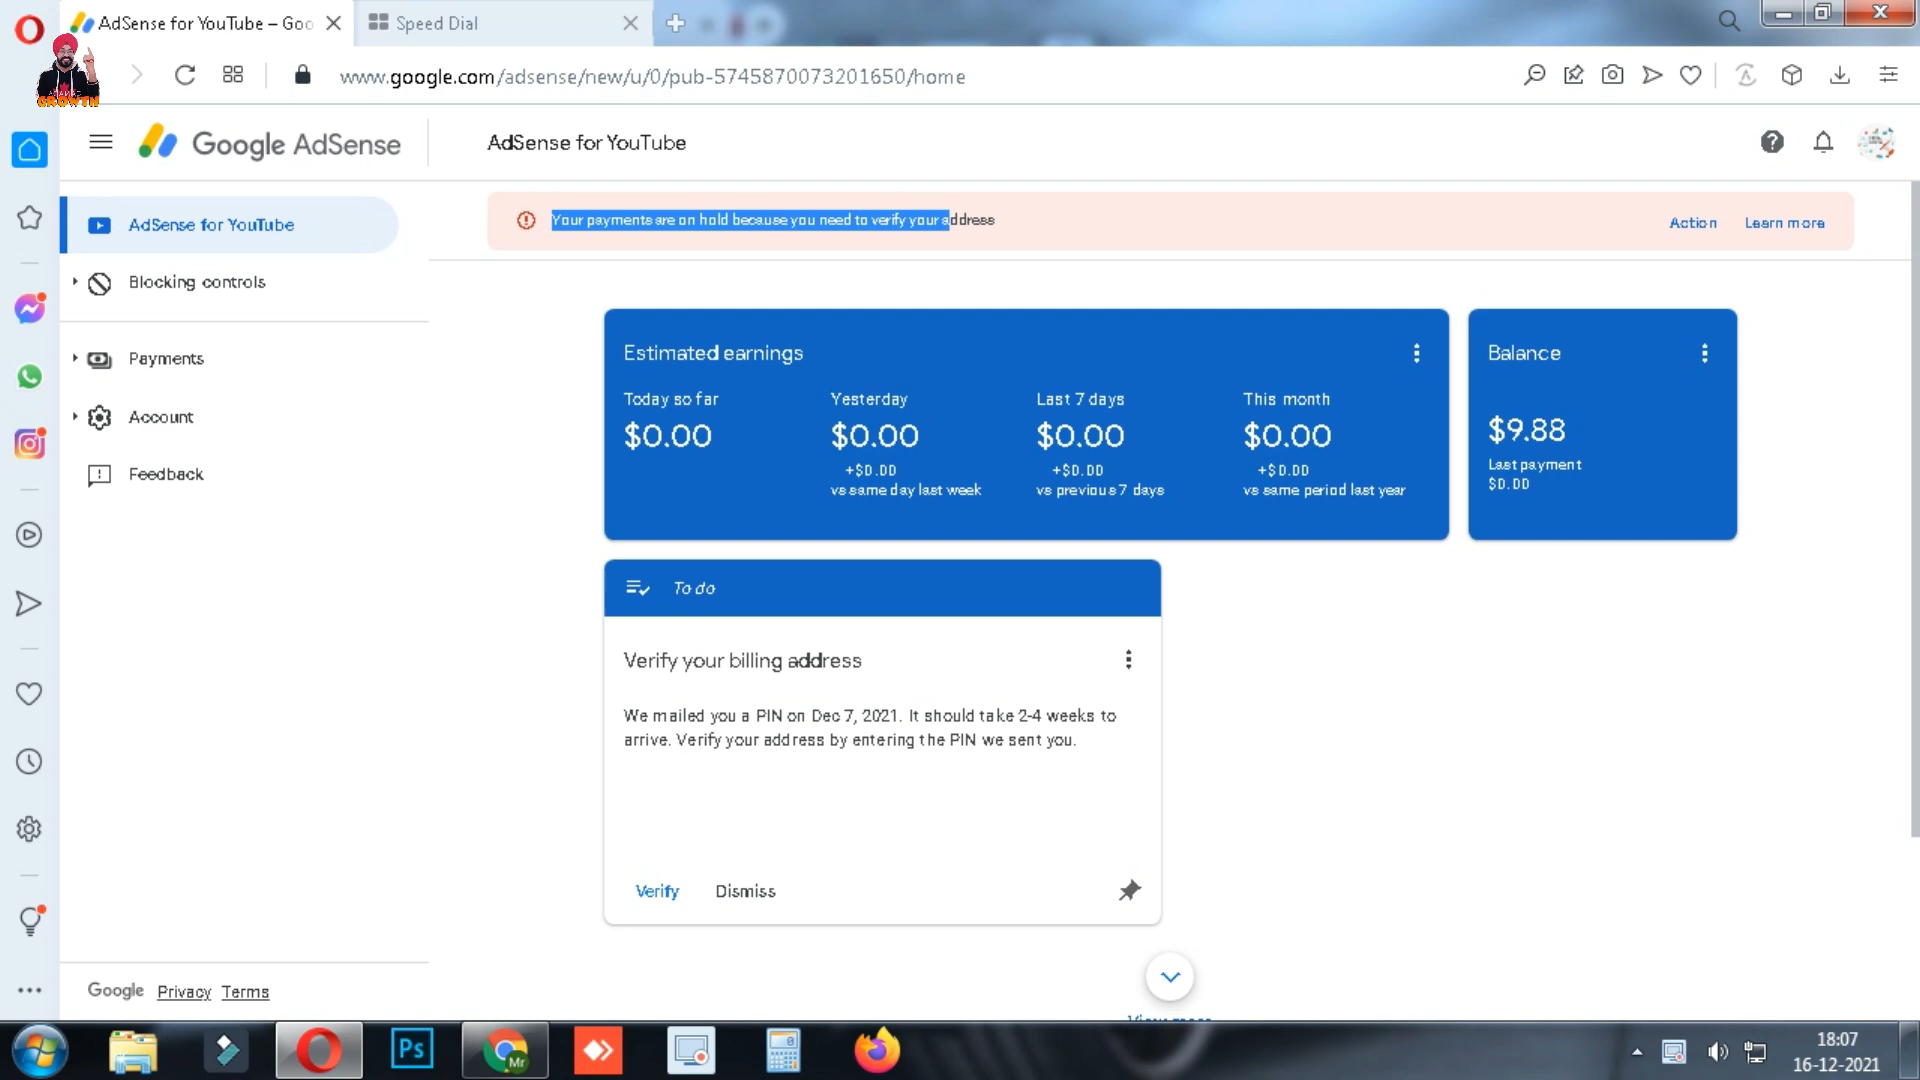 AdSense for YouTube – Goo
Speed Dial
GROWTH
www.google.com/adsense/new/u/0/pub-5745870073201650/home
Google AdSense
AdSense for YouTube
AdSense for YouTube
Your payments are on hold because you need to verify your address
Action
Learn more
Blocking controls
Payments
Account
Feedback
Estimated earnings
Today so far
Yesterday
Last 7 days
This month
$0.00
$0.00
$0.00
$0.00
+$0.00
+$0.00
+$0.00
vs same day last week
vs previous 7 days
vs same period last year
Balance
$9.88
Last payment
$0.00
To do
Verify your billing address
We mailed you a PIN on Dec 7, 2021. It should take 2-4 weeks to
arrive. Verify your address by entering the PIN we sent you.
Verify
Dismiss
View more
Google
Privacy
Terms
Ps
Mr
18:07
16-12-2021